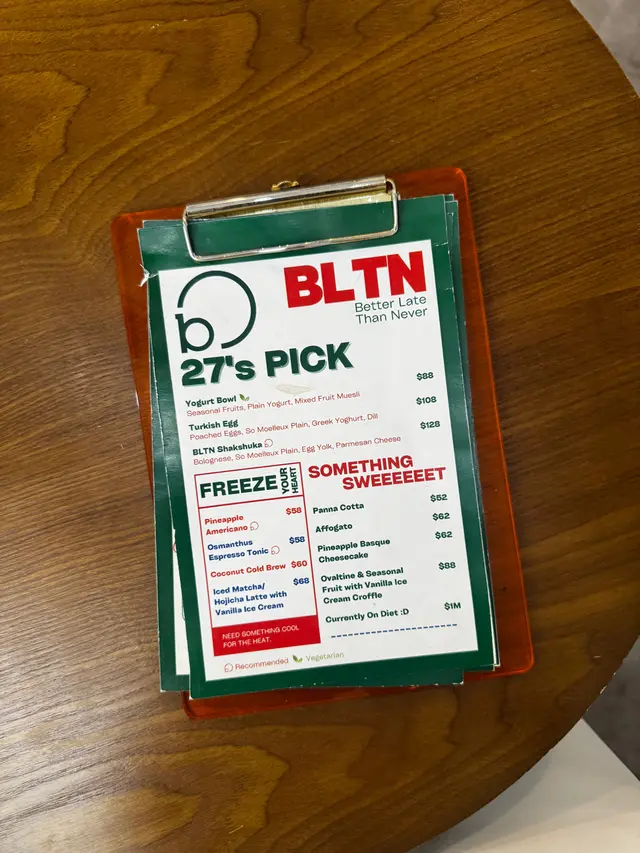 b
BLTN
Better Late
Than Never
27's PICK
Yogurt Bowl $88
Seasonal Fruits, Plain Yogurt, Mixed Fruit Muesli
Turkish Egg $108
Poached Eggs, So Moelleux Plain, Greek Yoghurt, Dill
BLTN Shakshuka $128
Bolognese, So Moelleux Plain, Egg Yolk, Parmesan Cheese
FREEZE YOUR HEART
Pineapple $58
Americano
Osmanthus $58
Espresso Tonic
Coconut Cold Brew $60
Iced Matcha/ $68
Hojicha Latte with
Vanilla Ice Cream
NEED SOMETHING COOL
FOR THE HEAT.
SOMETHING
SWEEEEEET
Panna Cotta $52
Affogato $62
Pineapple Basque $62
Cheesecake
Ovaltine & Seasonal $88
Fruit with Vanilla Ice
Cream Croffle
Currently On Diet :D $1M
Recommended Vegetarian